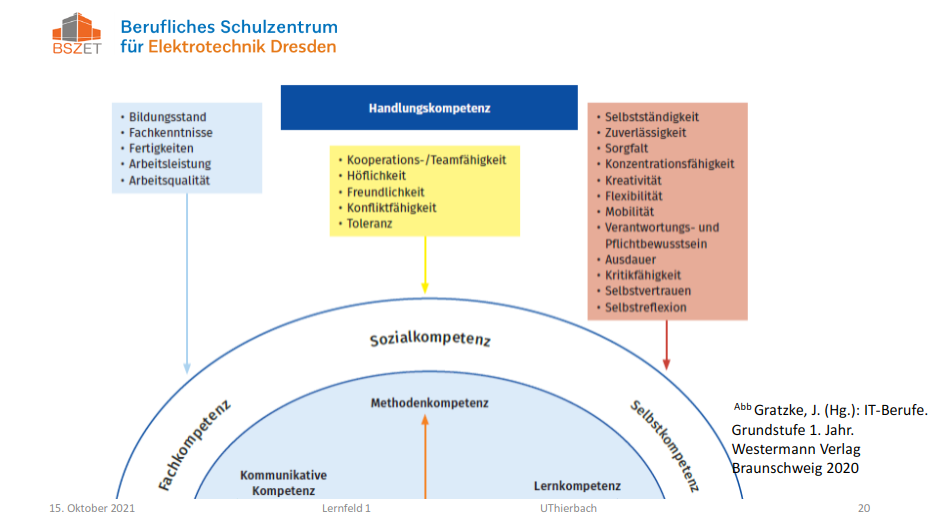 BSZET
Berufliches Schulzentrum
für Elektrotechnik Dresden
Handlungskompetenz
• Bildungsstand
• Fachkenntnisse
• Fertigkeiten
• Arbeitsleistung
• Arbeitsqualität
• Kooperations-/Teamfähigkeit
• Höflichkeit
• Freundlichkeit
• Konfliktfähigkeit
• Toleranz
• Selbstständigkeit
• Zuverlässigkeit
• Sorgfalt
• Konzentrationsfähigkeit
• Kreativität
• Flexibilität
• Mobilität
• Verantwortungs- und
Pflichtbewusstsein
• Ausdauer
• Kritikfähigkeit
• Selbstvertrauen
• Selbstreflexion
Sozialkompetenz
Fachkompetenz
Selbstkompetenz
Methodenkompetenz
Kommunikative
Kompetenz
Lernkompetenz
Abb Gratzke, J. (Hg.): IT-Berufe.
Grundstufe 1. Jahr.
Westermann Verlag
Braunschweig 2020
15. Oktober 2021
Lernfeld 1
UThierbach
20